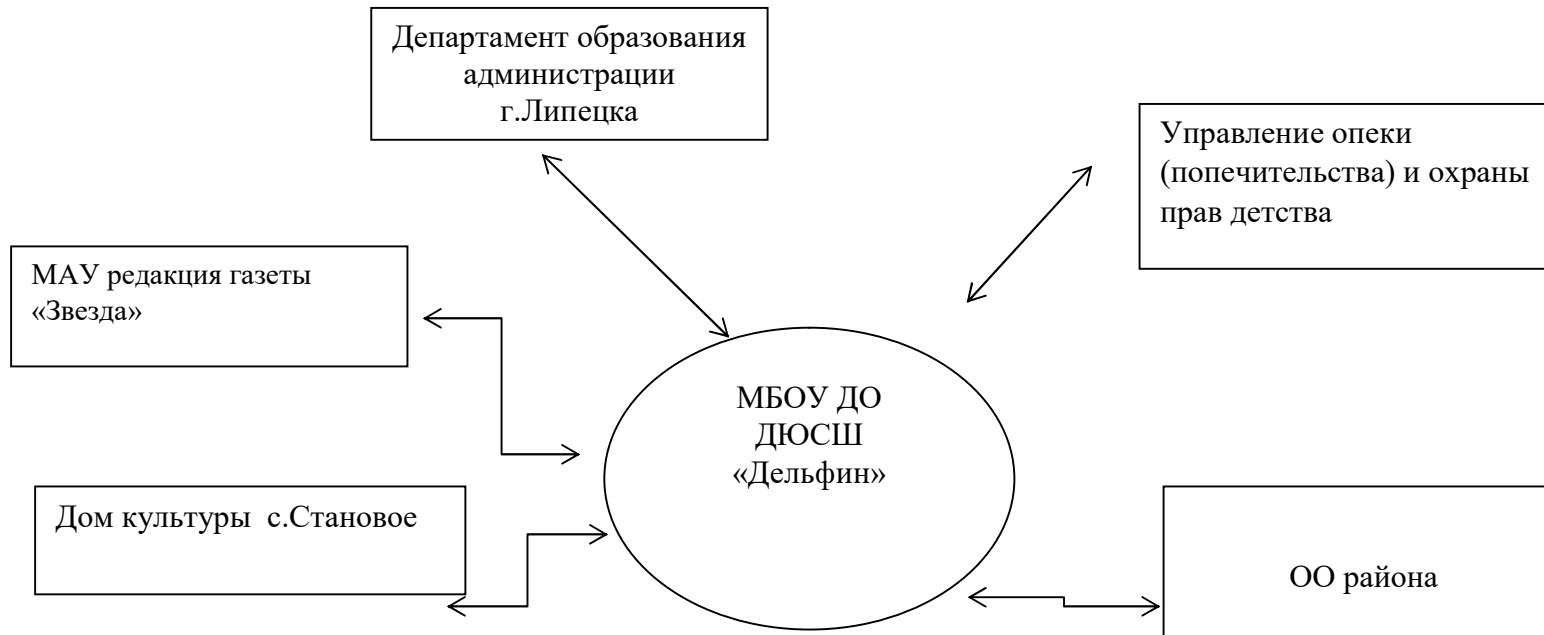 Департамент образования
администрации
г.Липецка
Управление опеки
(попечительства) и охраны
прав детства
МАУ редакция газеты
«Звезда»
МБОУ ДО
ДЮСШ
«Дельфин»
Дом культуры с.Становое
ОО района